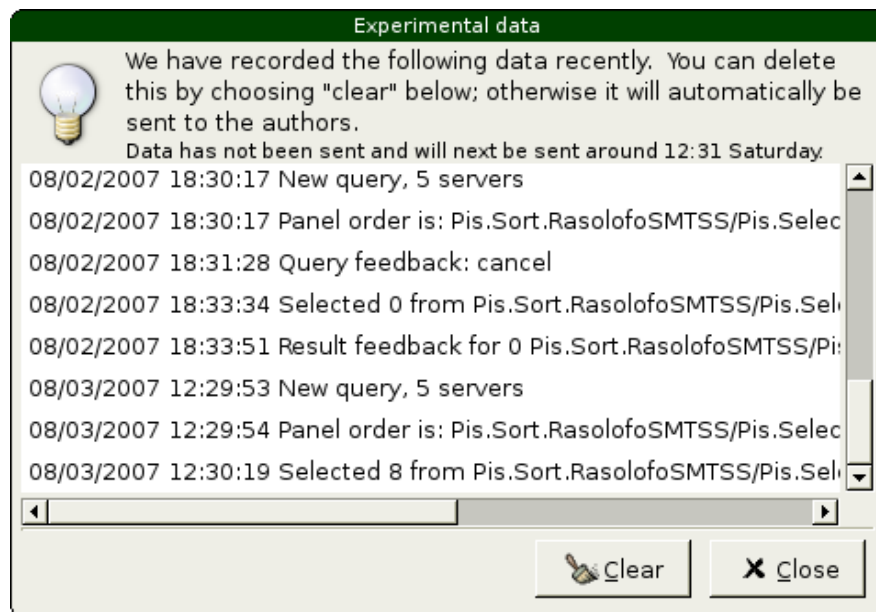 Experimental data
We have recorded the following data recently. You can delete
this by choosing "clear" below; otherwise it will automatically be
sent to the authors.
Data has not been sent and will next be sent around 12:31 Saturday.
08/02/2007 18:30:17 New query, 5 servers
08/02/2007 18:30:17 Panel order is: Pis.Sort.RasolofoSMTSS/Pis.Selec
08/02/2007 18:31:28 Query feedback: cancel
08/02/2007 18:33:34 Selected 0 from Pis.Sort.RasolofoSMTSS/Pis.Sel
08/02/2007 18:33:51 Result feedback for 0 Pis.Sort.RasolofoSMTSS/Pi
08/03/2007 12:29:53 New query, 5 servers
08/03/2007 12:29:54 Panel order is: Pis.Sort.RasolofoSMTSS/Pis.Selec
08/03/2007 12:30:19 Selected 8 from Pis.Sort.RasolofoSMTSS/Pis.Sel
Clear Close